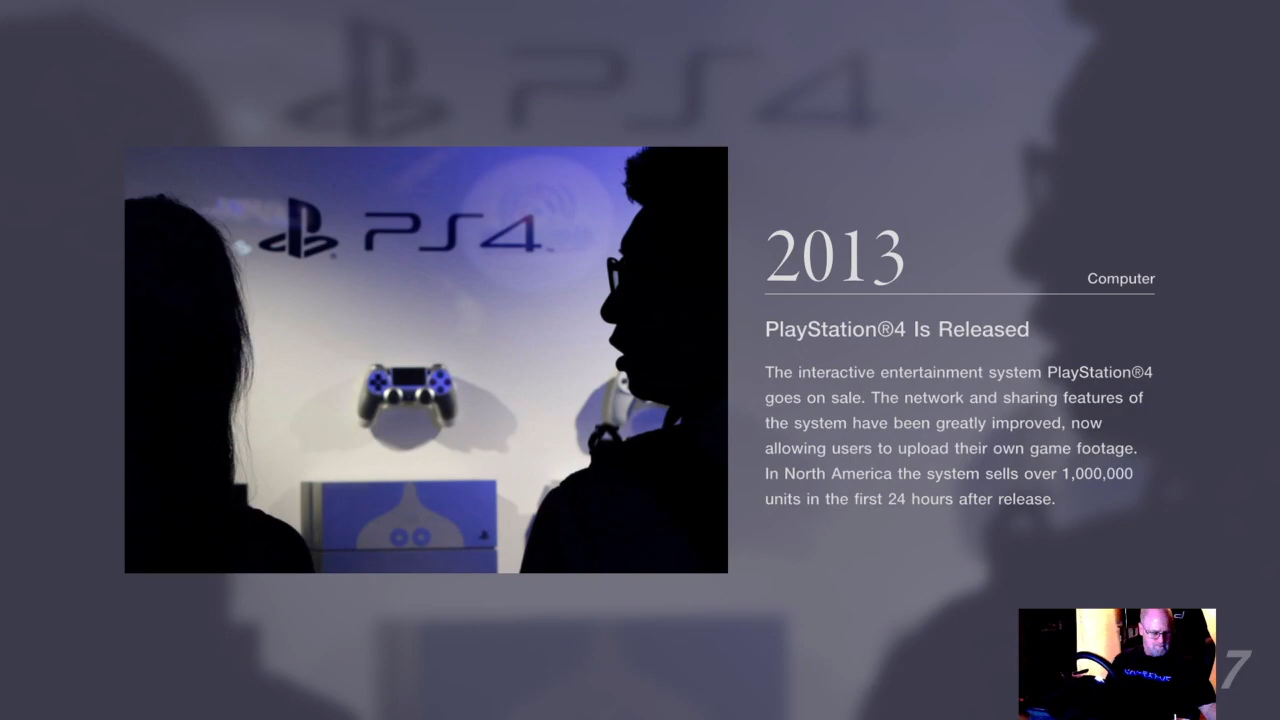 PS4
PS4
2013
Computer
PlayStation®4 Is Released
The interactive entertainment system PlayStation®4
goes on sale. The network and sharing features of
the system have been greatly improved, now
allowing users to upload their own game footage.
In North America the system sells over 1,000,000
units in the first 24 hours after release.
7